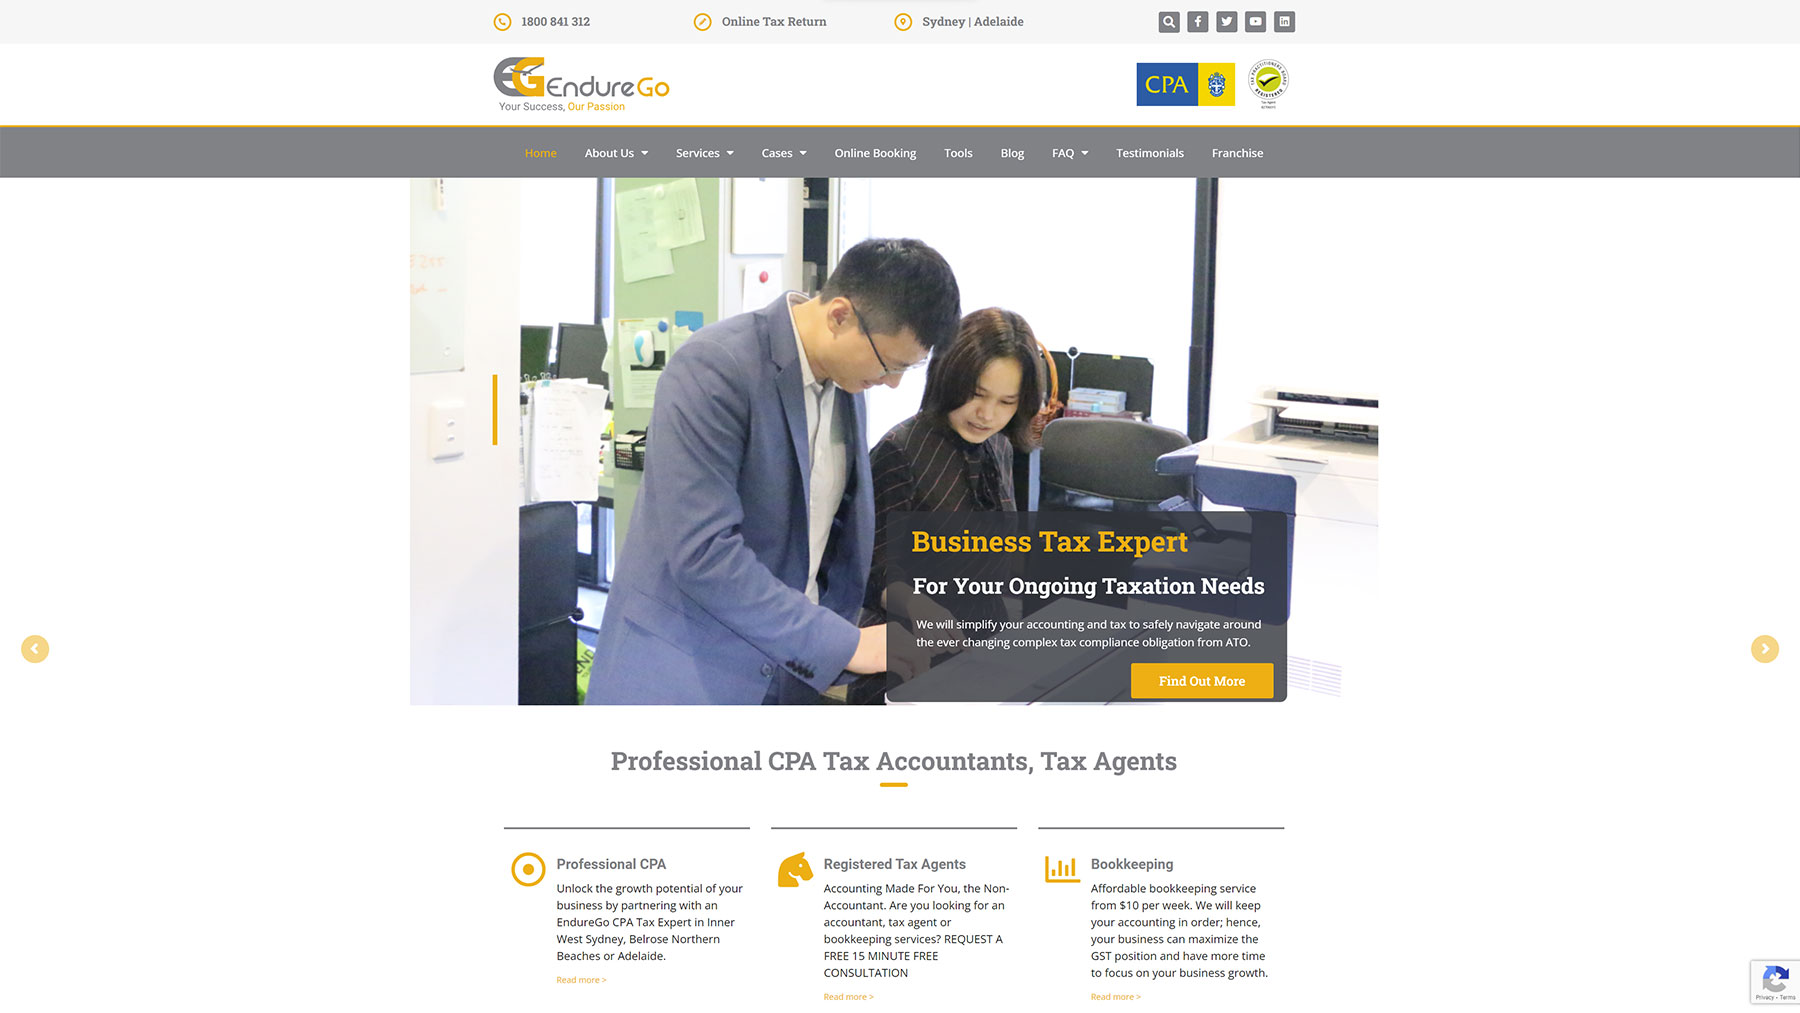 1800 841 312
Online Tax Return
Sydney | Adelaide
EG EndureGo
Your Success, Our Passion
CPA
TAX PRACTITIONERS BOARD
REGISTERED
Tax Agent
Home
About Us
Services
Cases
Online Booking
Tools
Blog
FAQ
Testimonials
Franchise
Business Tax Expert
For Your Ongoing Taxation Needs
We will simplify your accounting and tax to safely navigate around
the ever changing complex tax compliance obligation from ATO.
Find Out More
Professional CPA Tax Accountants, Tax Agents
Professional CPA
Unlock the growth potential of your
business by partnering with an
EndureGo CPA Tax Expert in Inner
West Sydney, Belrose Northern
Beaches or Adelaide.
Read more >
Registered Tax Agents
Accounting Made For You, the Non-
Accountant. Are you looking for an
accountant, tax agent or
bookkeeping services? REQUEST A
FREE 15 MINUTE FREE
CONSULTATION
Read more >
Bookkeeping
Affordable bookkeeping service
from $10 per week. We will keep
your accounting in order; hence,
your business can maximize the
GST position and have more time
to focus on your business growth.
Read more >
Privacy - Terms